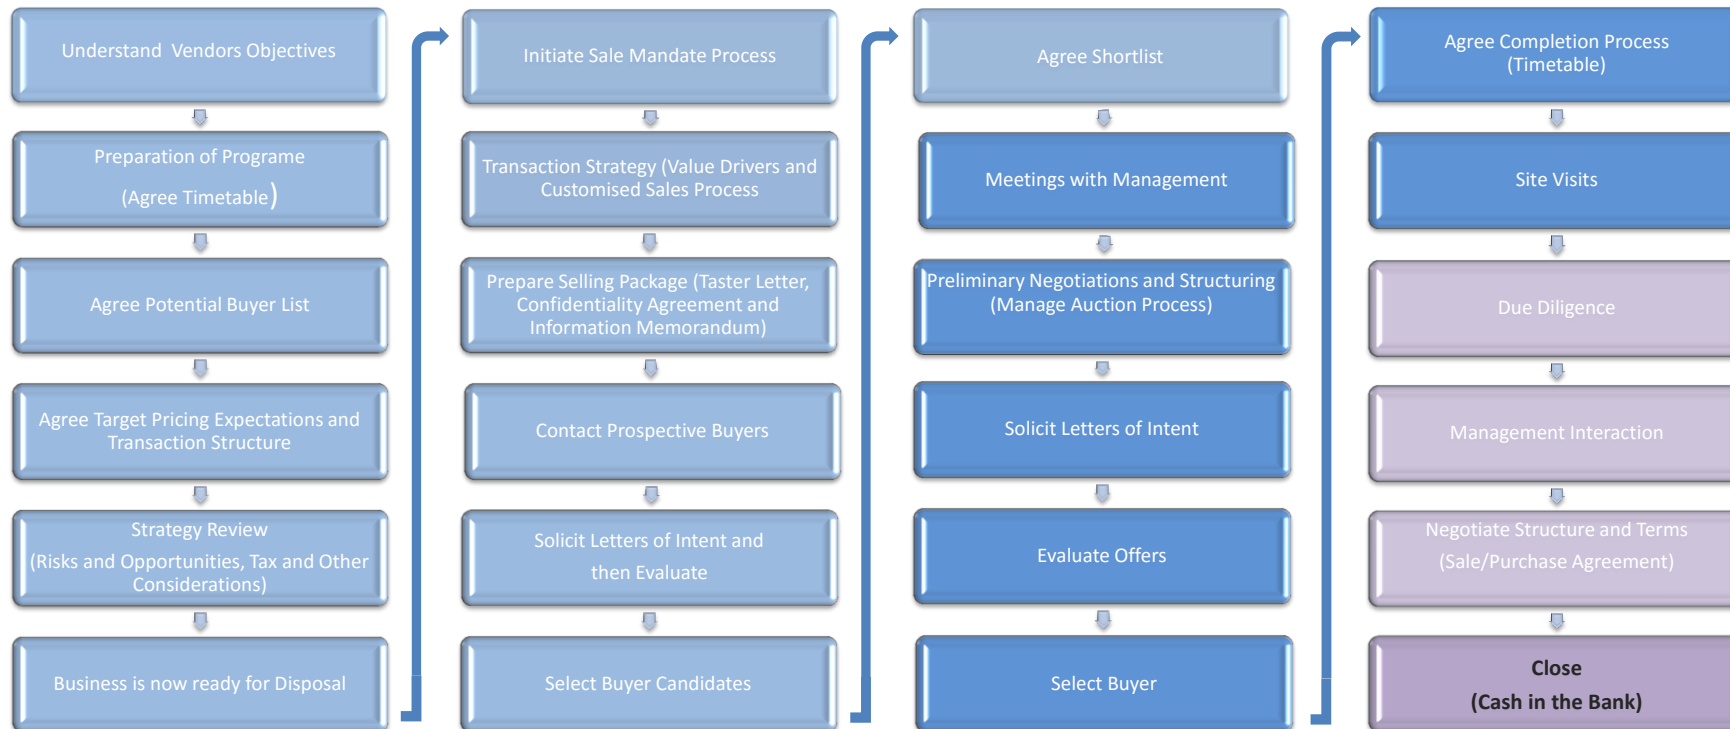 Understand  Vendors Objectives
Preparation of Programe
(Agree Timetable)
Agree Potential Buyer List
Agree Target Pricing Expectations and
Transaction Structure
Strategy Review
(Risks and Opportunities, Tax and Other
Considerations)
Business is now ready for Disposal
Initiate Sale Mandate Process
Transaction Strategy (Value Drivers and
Customised Sales Process
Prepare Selling Package (Taster Letter,
Confidentiality Agreement and
Information Memorandum)
Contact Prospective Buyers
Solicit Letters of Intent and
then Evaluate
Select Buyer Candidates
Agree Shortlist
Meetings with Management
Preliminary Negotiations and Structuring
(Manage Auction Process)
Solicit Letters of Intent
Evaluate Offers
Select Buyer
Agree Completion Process
(Timetable)
Site Visits
Due Diligence
Management Interaction
Negotiate Structure and Terms
(Sale/Purchase Agreement)
Close
(Cash in the Bank)